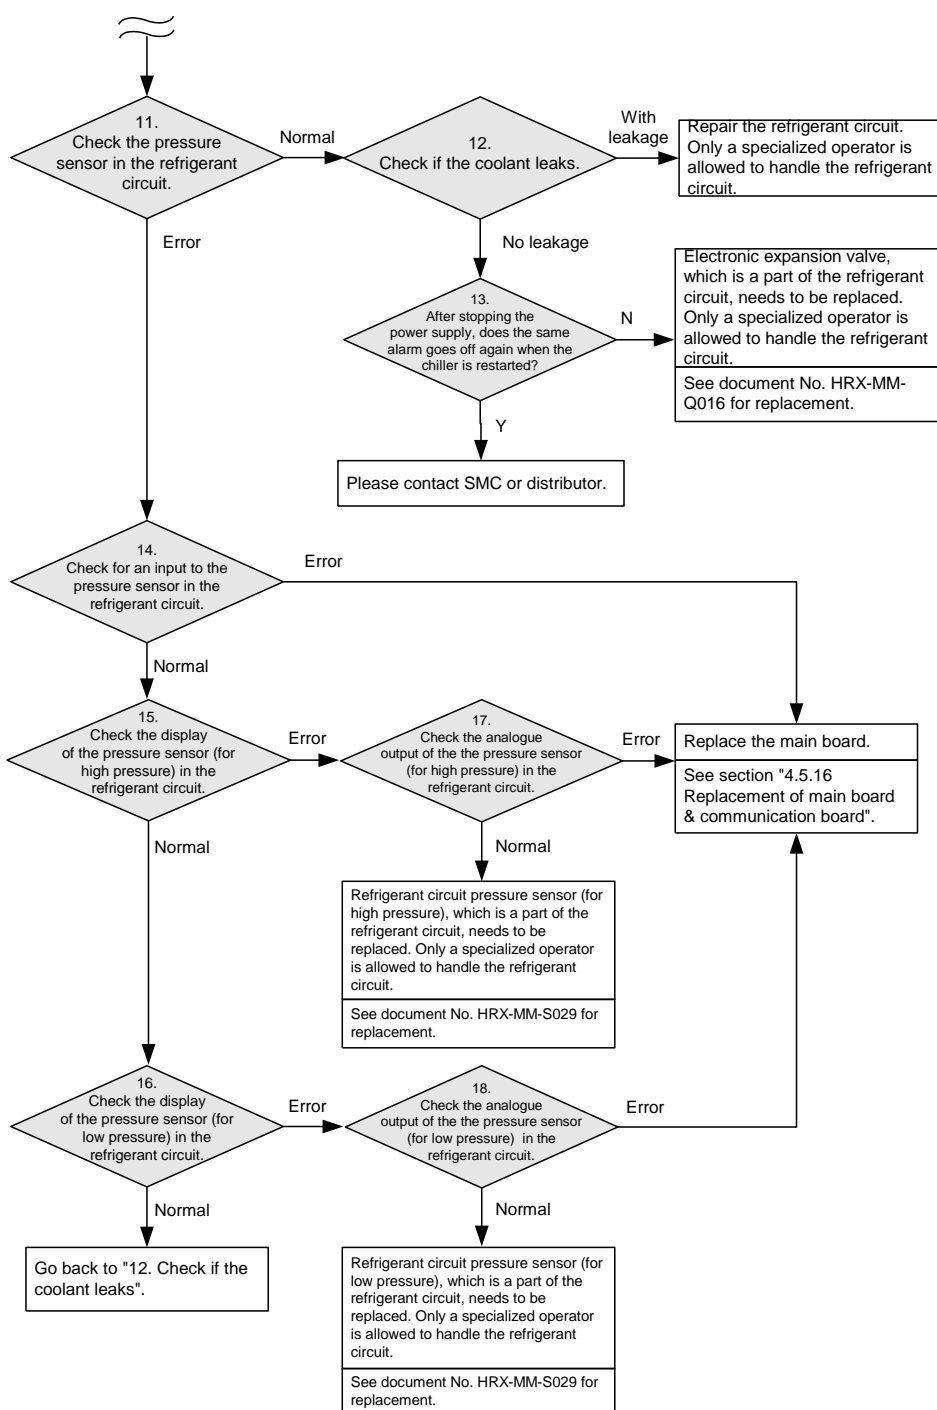 11.
Check the pressure
sensor in the refrigerant
circuit.
Normal
12.
Check if the coolant leaks.
With
leakage
Repair the refrigerant circuit.
Only a specialized operator is
allowed to handle the refrigerant
circuit.
Error
No leakage
13.
After stopping the
power supply, does the same
alarm goes off again when the
chiller is restarted?
N
Electronic expansion valve,
which is a part of the refrigerant
circuit, needs to be replaced.
Only a specialized operator is
allowed to handle the refrigerant
circuit.
See document No. HRX-MM-
Q016 for replacement.
Y
Please contact SMC or distributor.
14.
Check for an input to the
pressure sensor in the
refrigerant circuit.
Error
Normal
15.
Check the display
of the pressure sensor (for
high pressure) in the
refrigerant circuit.
Error
17.
Check the analogue
output of the the pressure sensor
(for high pressure) in the
refrigerant circuit.
Error
Replace the main board.
See section "4.5.16
Replacement of main board
& communication board".
Normal
Normal
Refrigerant circuit pressure sensor (for
high pressure), which is a part of the
refrigerant circuit, needs to be
replaced. Only a specialized operator
is allowed to handle the refrigerant
circuit.
See document No. HRX-MM-S029 for
replacement.
16.
Check the display
of the pressure sensor (for
low pressure) in the
refrigerant circuit.
Error
18.
Check the analogue
output of the the pressure sensor
(for low pressure) in the
refrigerant circuit.
Error
Normal
Normal
Go back to "12. Check if the
coolant leaks".
Refrigerant circuit pressure sensor (for
low pressure), which is a part of the
refrigerant circuit, needs to be
replaced. Only a specialized operator
is allowed to handle the refrigerant
circuit.
See document No. HRX-MM-S029 for
replacement.